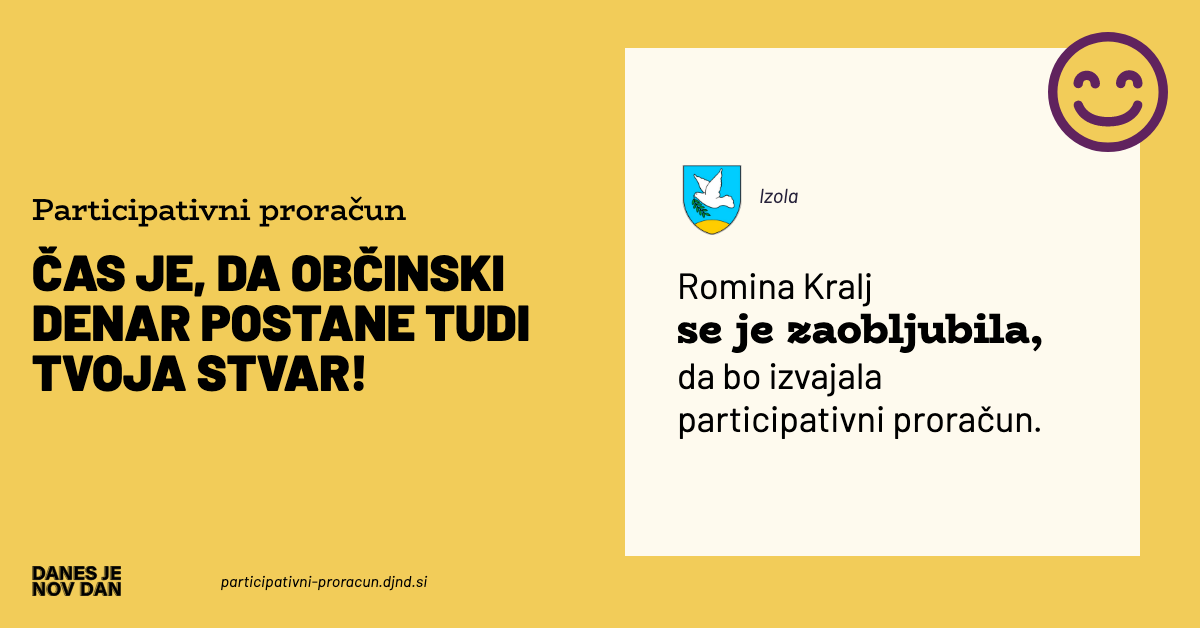 Participativni proračun
ČAS JE, DA OBČINSKI
DENAR POSTANE TUDI
TVOJA STVAR!
DANES JE
NOV DAN
participativni-proracun.djnd.si
Izola
Romina Kralj
se je zaobljubila,
da bo izvajala
participativni proračun.